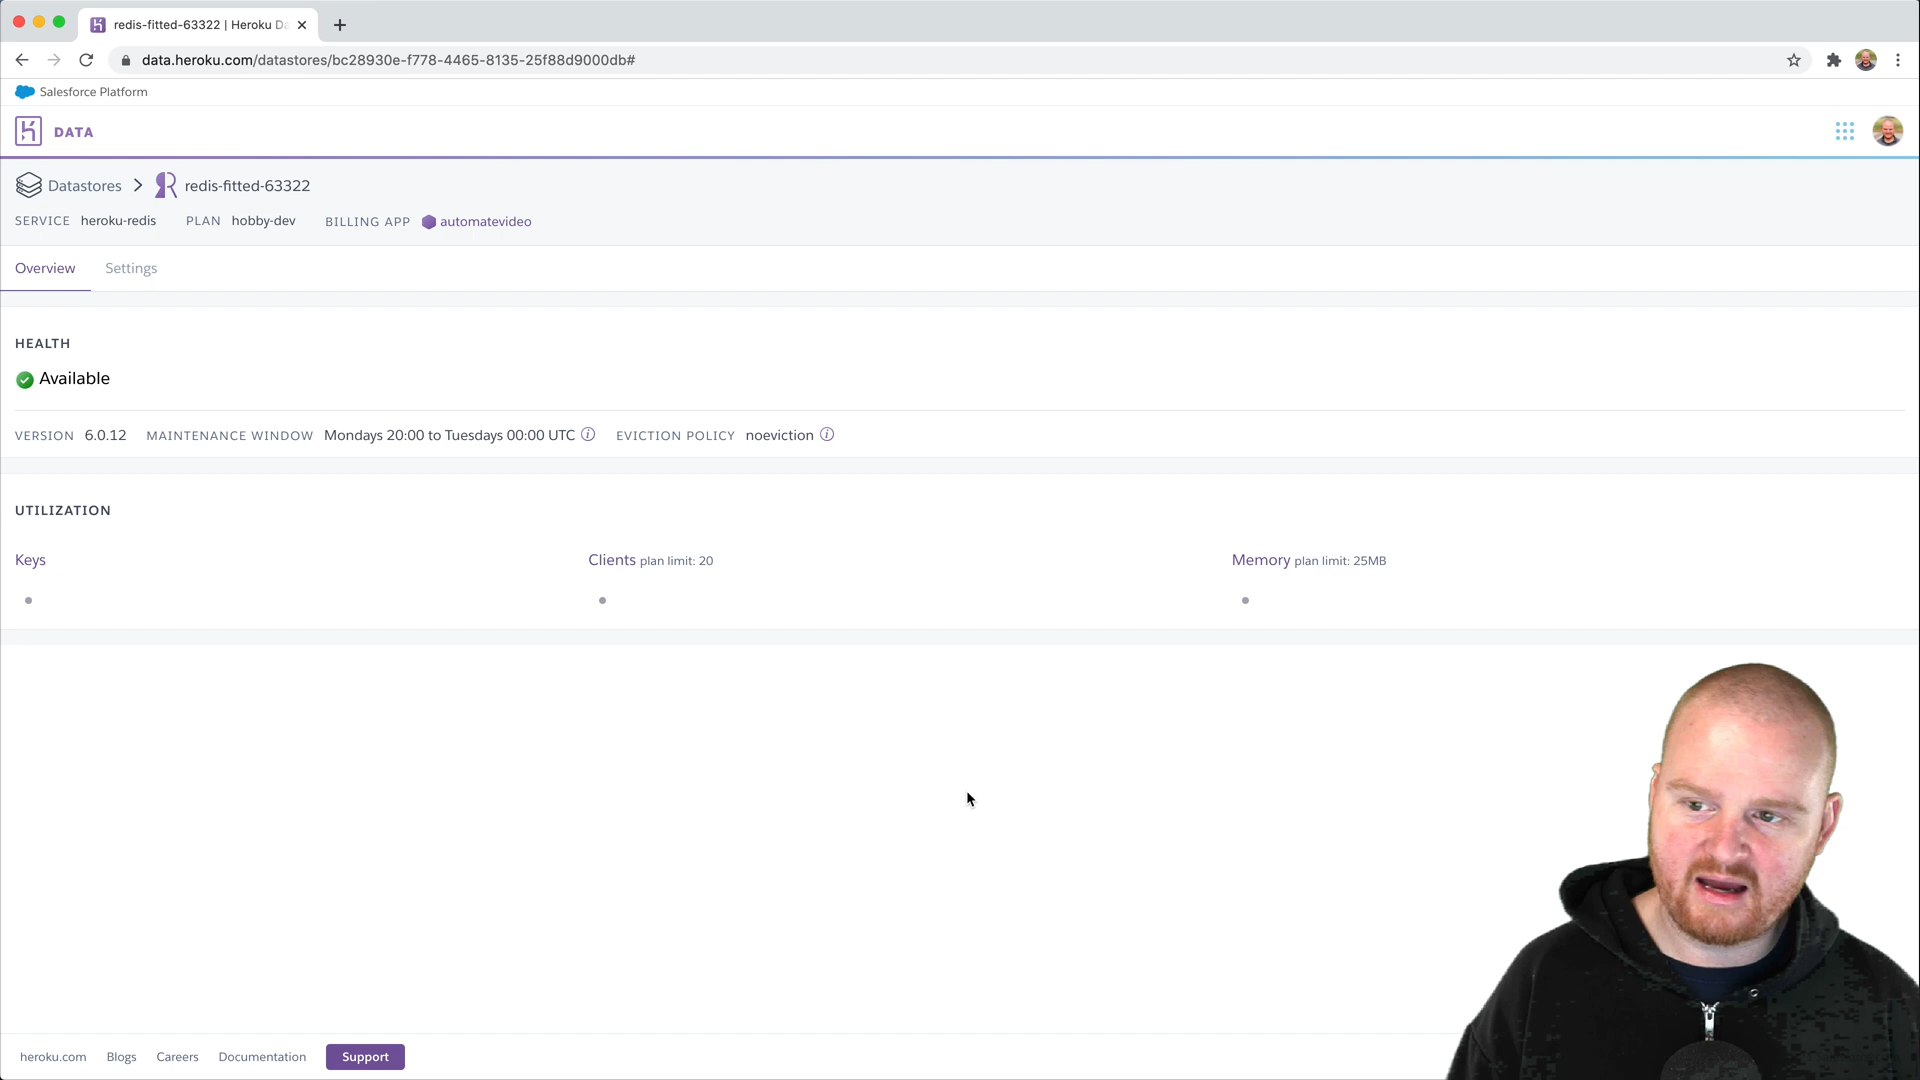 redis-fitted-63322 | Heroku Da
data.heroku.com/datastores/bc28930e-f778-4465-8135-25f88d9000db#
Salesforce Platform
DATA
Datastores redis-fitted-63322
SERVICE heroku-redis PLAN hobby-dev BILLING APP automatevideo
Overview Settings
HEALTH
Available
VERSION 6.0.12 MAINTENANCE WINDOW Mondays 20:00 to Tuesdays 00:00 UTC EVICTION POLICY noeviction
UTILIZATION
Keys Clients plan limit: 20 Memory plan limit: 25MB
heroku.com Blogs Careers Documentation Support